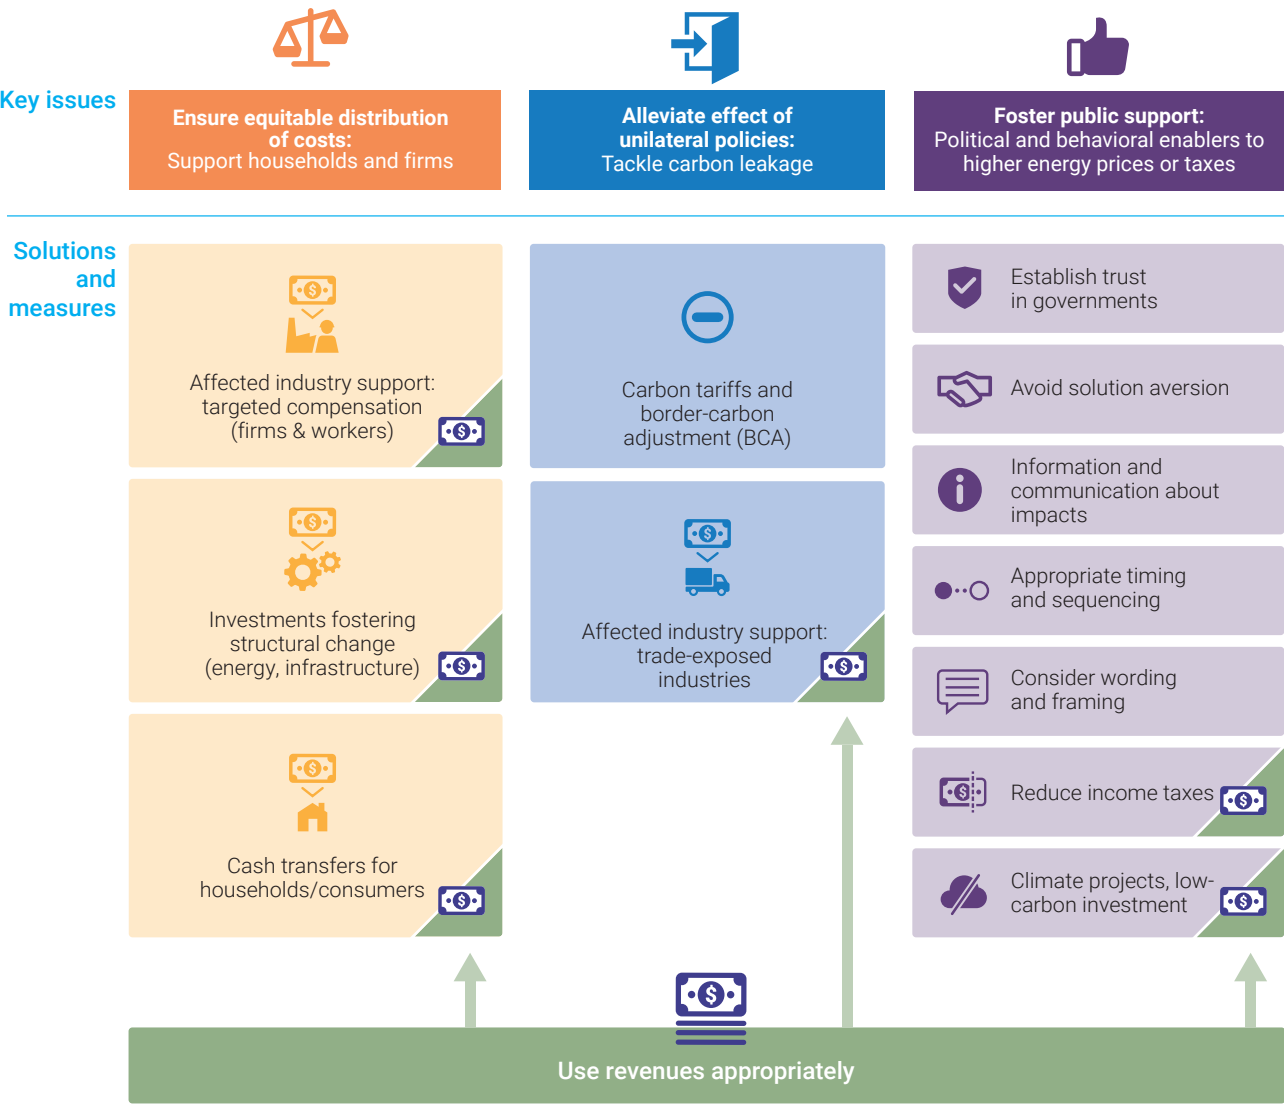 Key issues
Ensure equitable distribution
of costs:
Support households and firms
Alleviate effect of
unilateral policies:
Tackle carbon leakage
Foster public support:
Political and behavioral enablers to
higher energy prices or taxes
Solutions
and
measures
Affected industry support:
targeted compensation
(firms & workers)
Investments fostering
structural change
(energy, infrastructure)
Cash transfers for
households/consumers
Carbon tariffs and
border-carbon
adjustment (BCA)
Affected industry support:
trade-exposed
industries
Establish trust
in governments
Avoid solution aversion
Information and
communication about
impacts
Appropriate timing
and sequencing
Consider wording
and framing
Reduce income taxes
Climate projects, low-
carbon investment
Use revenues appropriately